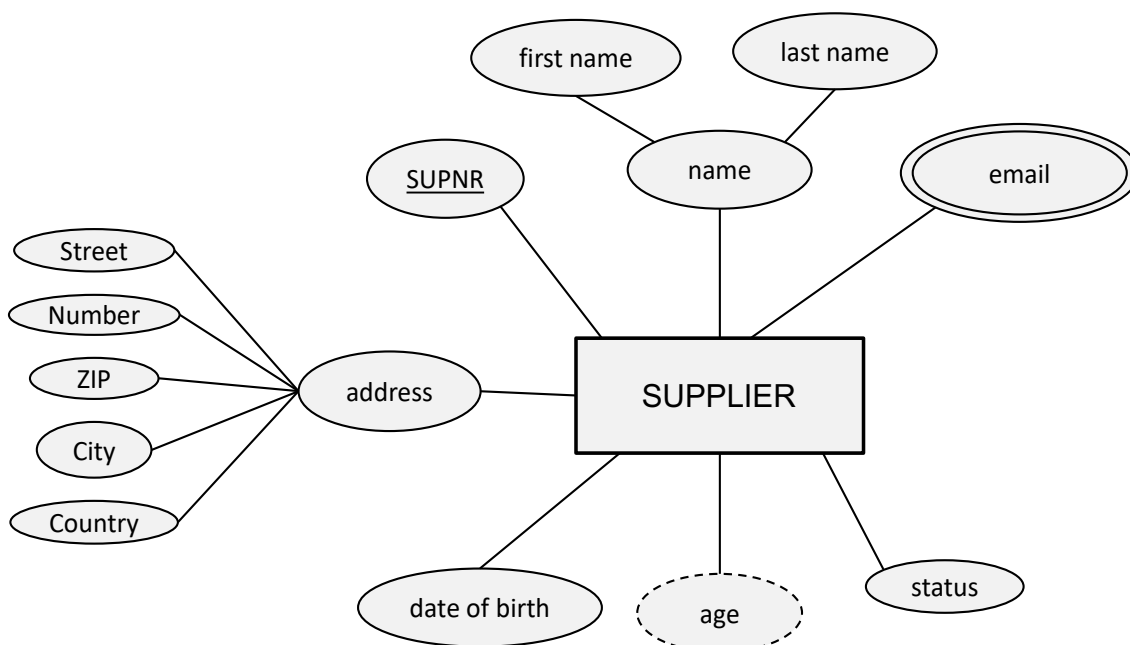 first name
last name
SUPNR
name
email
Street
Number
ZIP
City
Country
address
SUPPLIER
date of birth
age
status